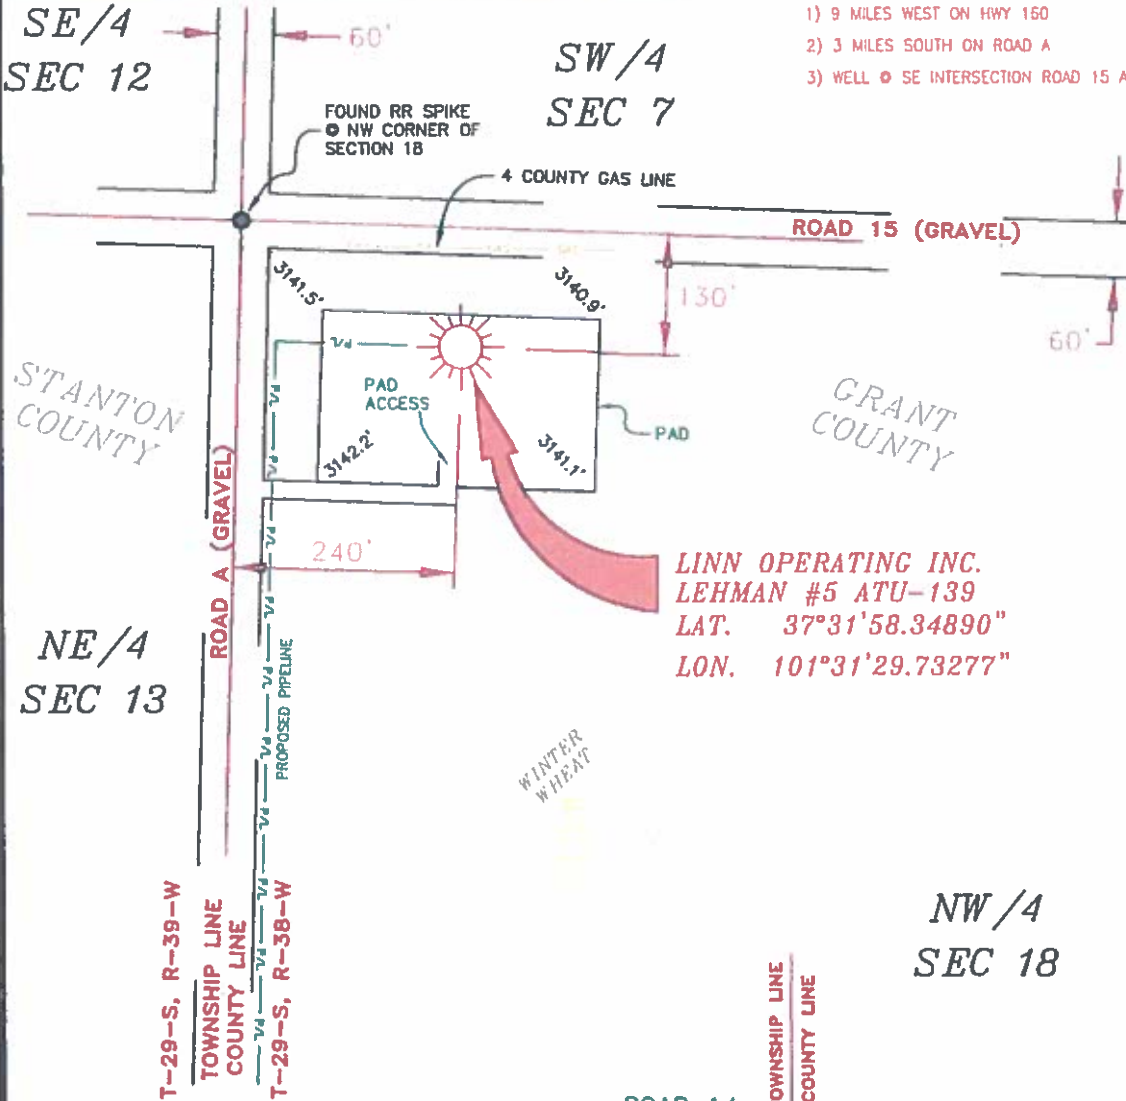 SE/4
SEC 12
60'
SW/4
SEC 7
1) 9 MILES WEST ON HWY 160
2) 3 MILES SOUTH ON ROAD A
3) WELL @ SE INTERSECTION ROAD 15 A
FOUND RR SPIKE
@ NW CORNER OF
SECTION 18
4 COUNTY GAS LINE
ROAD 15 (GRAVEL)
3141.5'
3140.9'
130'
60'
P/L
STANTON
COUNTY
PAD
ACCESS
GRANT
COUNTY
PAD
3142.2'
3141.1'
P/L
P/L
ROAD A (GRAVEL)
240'
P/L
LINN OPERATING INC.
LEHMAN #5 ATU-139
LAT. 37°31'58.34890"
LON. 101°31'29.73277"
NE/4
SEC 13
P/L
P/L
P/L
PROPOSED PIPELINE
WINTER
WHEAT
P/L
P/L
P/L
P/L
T-29-S, R-39-W
TOWNSHIP LINE
COUNTY LINE
T-29-S, R-38-W
NW/4
SEC 18
OWNSHIP LINE
COUNTY LINE